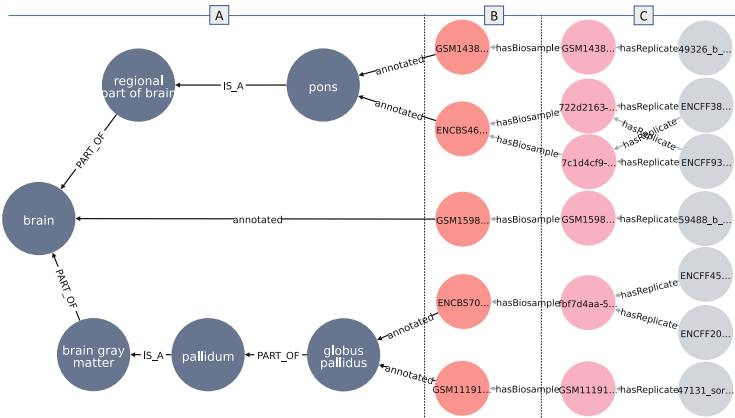 A
B
C
regional
part of brain
IS_A
pons
annotated
annotated
GSM1438...
hasBiosample
GSM1438...
hasReplicate
49326_b_...
ENCBS46...
hasBiosample
hasBiosample
722d2163-...
7c1d4cf9-...
hasReplicate
hasReplicate
hasReplicate
hasReplicate
ENCFF38...
ENCFF93...
PART_OF
brain
annotated
GSM1598...
hasBiosample
GSM1598...
hasReplicate
59488_b_...
PART_OF
brain gray
matter
IS_A
pallidum
PART_OF
globus
pallidus
annotated
annotated
ENCBS70...
hasBiosample
fbf7d4aa-5...
hasReplicate
hasReplicate
ENCFF45...
ENCFF20...
GSM11191...
hasBiosample
GSM11191...
hasReplicate
47131_sor...